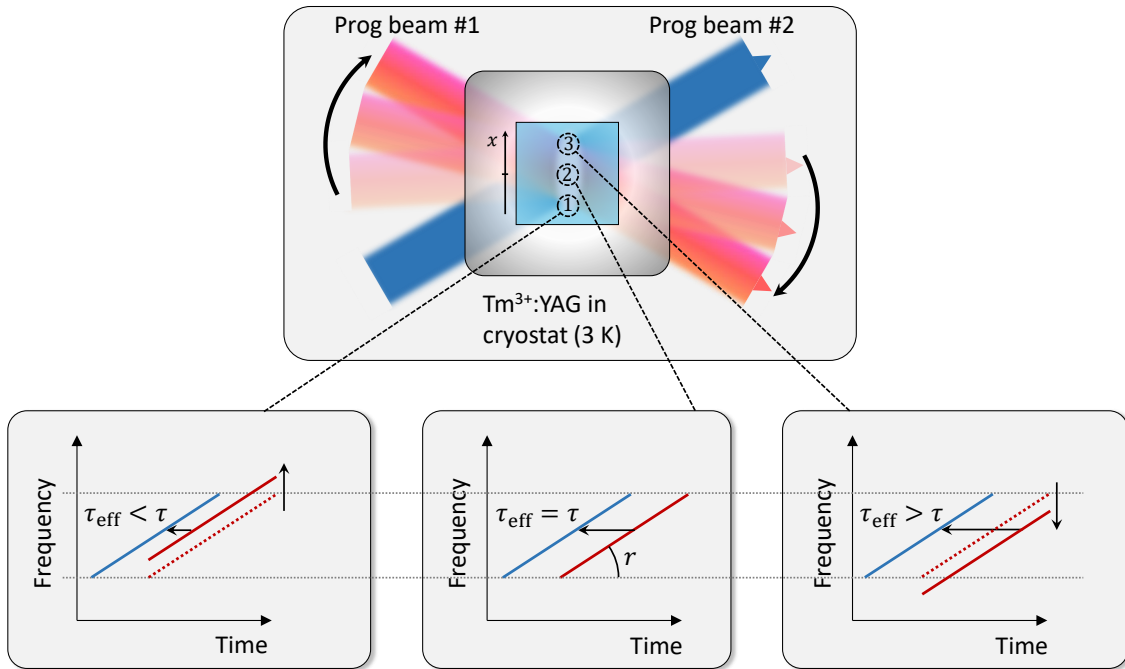 Prog beam #1
Prog beam #2
x
3
2
1
Tm³⁺:YAG in
cryostat (3 K)
Frequency
τeff < τ
Time
Frequency
τeff = τ
r
Time
Frequency
τeff > τ
Time